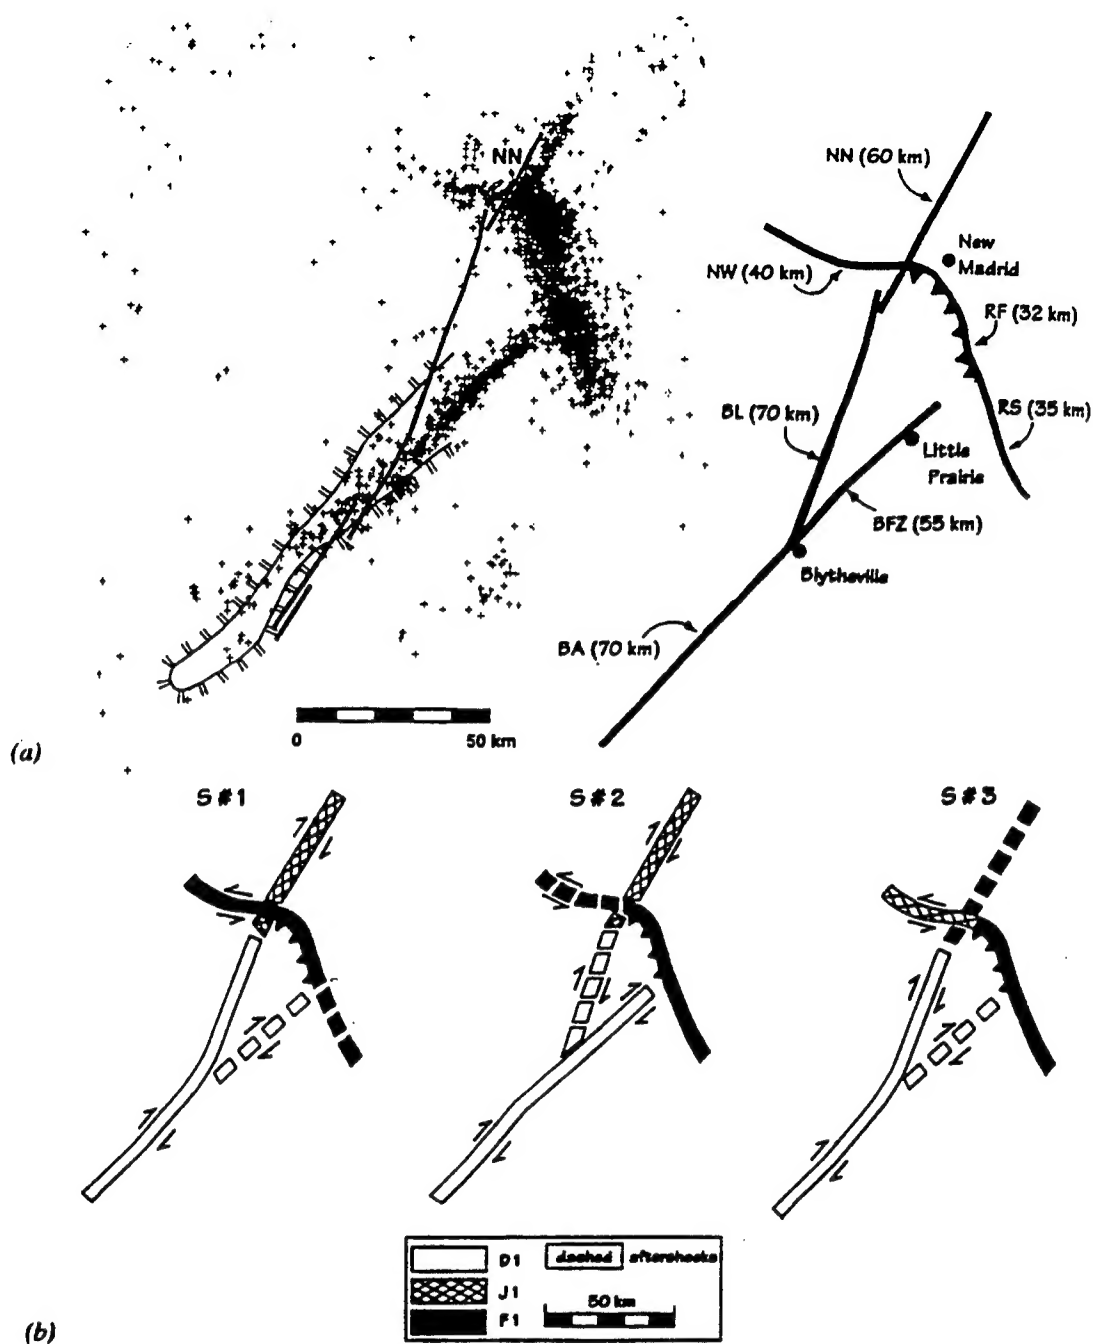 NN
NN (60 km)
New
Madrid
NW (40 km)
RF (32 km)
BL (70 km)
RS (35 km)
Little
Prairie
BFZ (55 km)
Blytheville
BA (70 km)
0 50 km
(a)
S#1 S#2 S#3
D1 dashed aftershocks
J1
F1
50 km
(b)